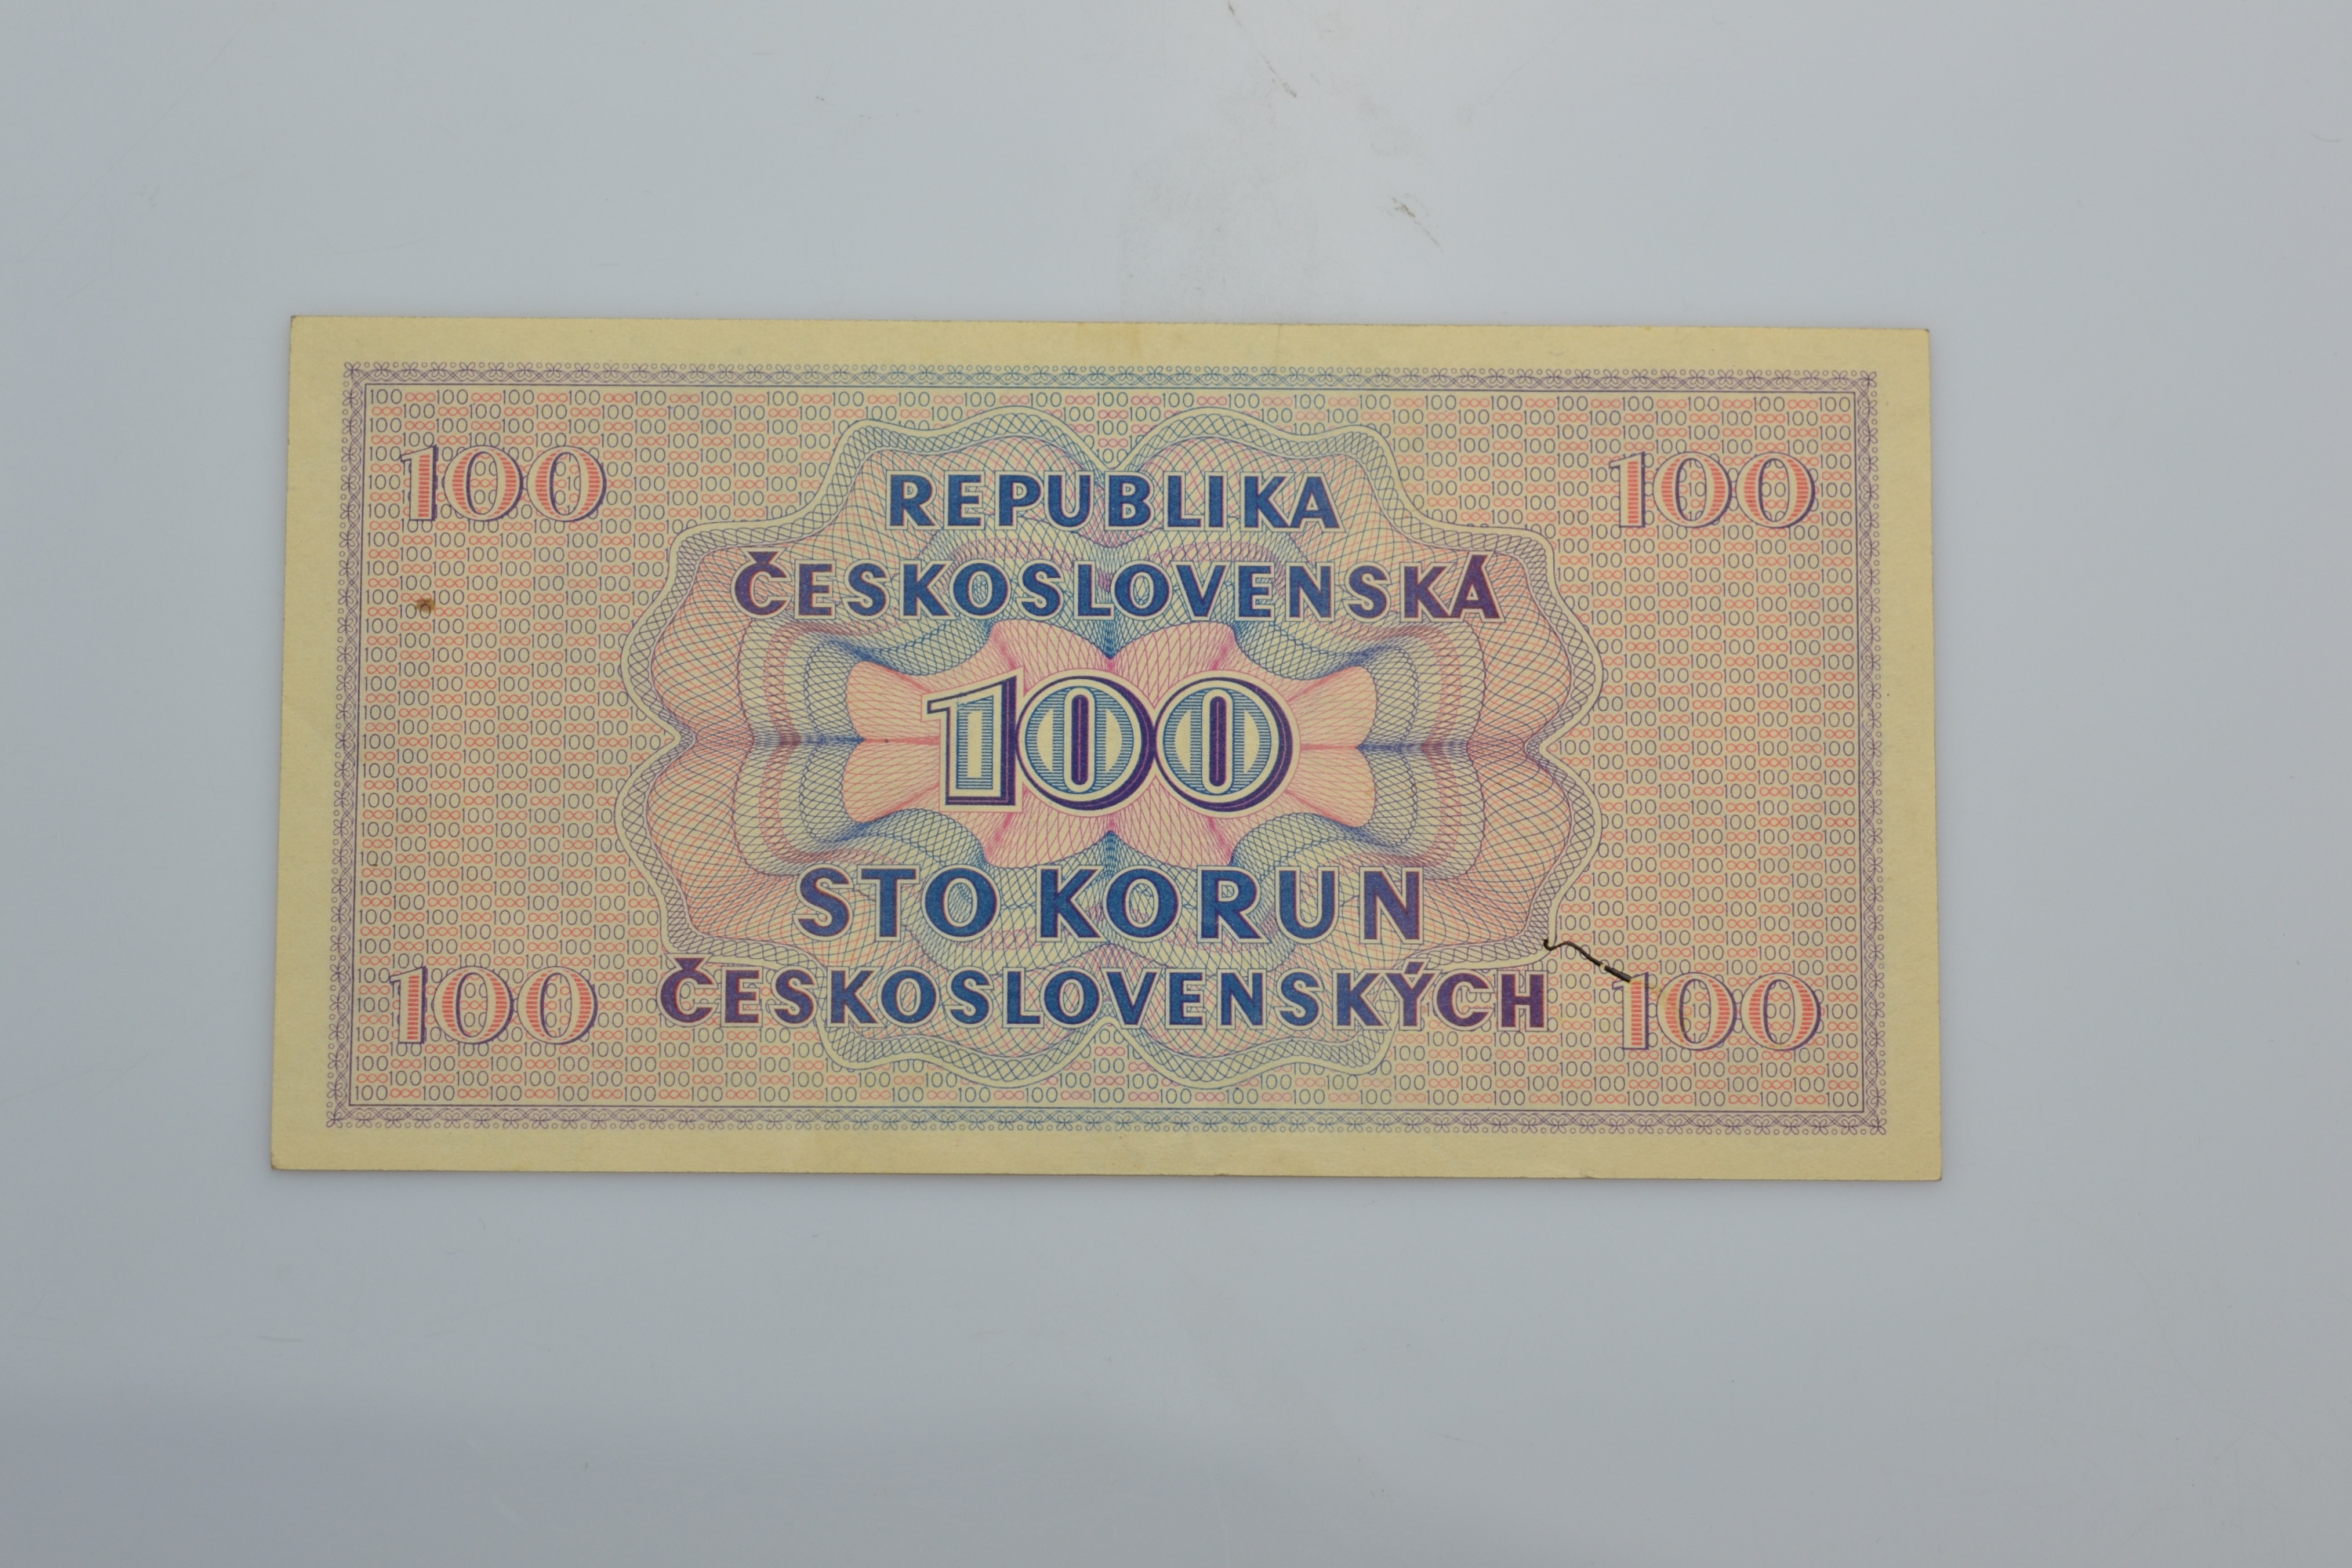 100 100
REPUBLIKA
ČESKOSLOVENSKÁ
100
STO KORUN
ČESKOSLOVENSKÝCH
100 100